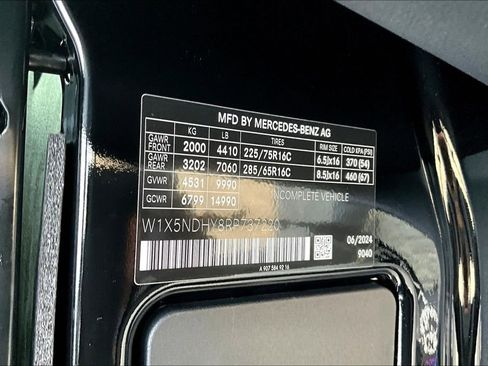 MFD BY MERCEDES-BENZ AG
KG LB TIRES RIM SIZE COLD KPA (PSI)
GAWR FRONT 2000 4410 225/75R16C 6.5Jx16 370 (54)
GAWR REAR 3202 7060 285/65R16C 8.5Jx16 460 (67)
GVWR 4531 9990
GCWR 6799 14990 INCOMPLETE VEHICLE
W1X5NDHY8RP737220
06/2024
9040
A 907 584 92 16